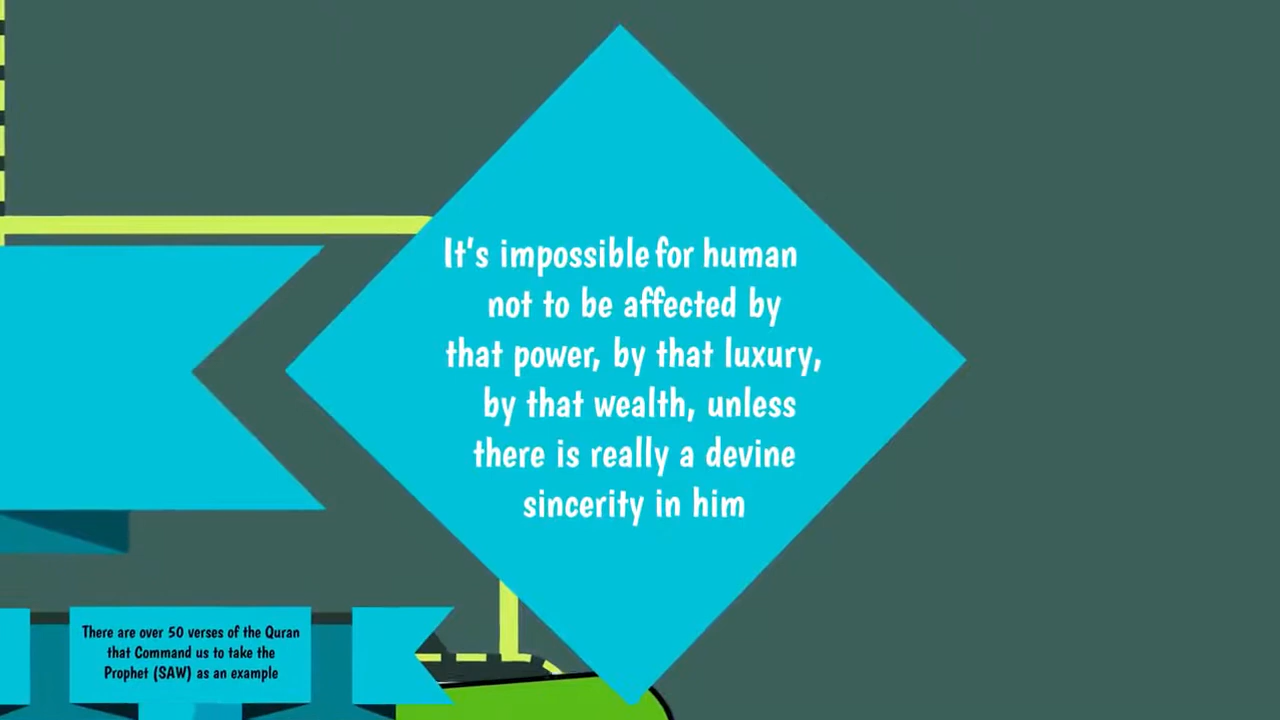 It's impossible for human
not to be affected by
that power, by that luxury,
by that wealth, unless
there is really a devine
sincerity in him
There are over 50 verses of the Quran
that Command us to take the
Prophet (SAW) as an example